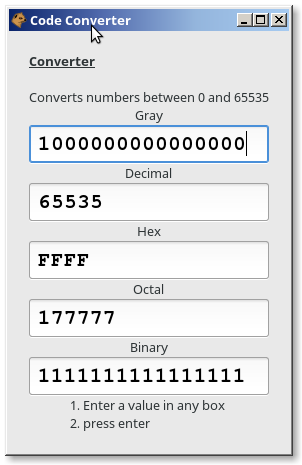 Code Converter
Converter
Converts numbers between 0 and 65535
Gray
1000000000000000
Decimal
65535
Hex
FFFF
Octal
177777
Binary
1111111111111111
1. Enter a value in any box
2. press enter